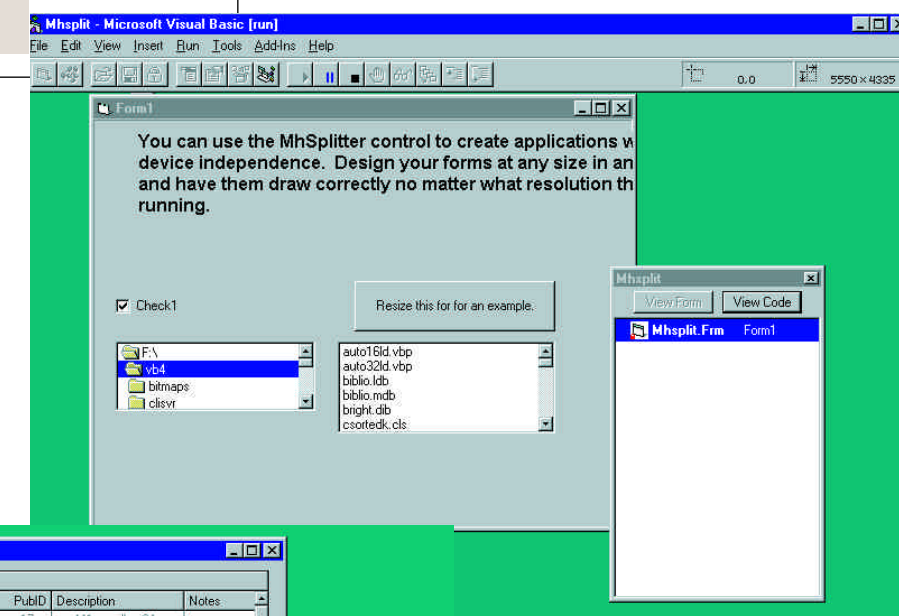 Mhsplit - Microsoft Visual Basic [run]
File Edit View Insert Run Tools Add-Ins Help
0,0 5550 × 4335
Form1
You can use the MhSplitter control to create applications w
device independence. Design your forms at any size in an
and have them draw correctly no matter what resolution th
running.
Check1
Resize this for for an example.
F:\
vb4
bitmaps
clisvr
auto16ld.vbp
auto32ld.vbp
biblio.ldb
biblio.mdb
bright.dib
csortedk.cls
Mhsplit
View Form View Code
Mhsplit.Frm Form1
PubID Description Notes